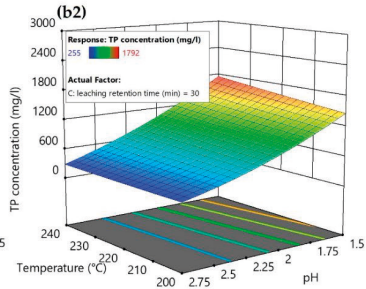 (b2)
3000
Response: TP concentration (mg/l)
255 1792
Actual Factor:
C: leaching retention time (min) = 30
2400
1800
1200
600
0
TP concentration (mg/l)
240
230
220
210
200
Temperature (°C)
2.75
2.5
2.25
2
1.75
1.5
pH
5